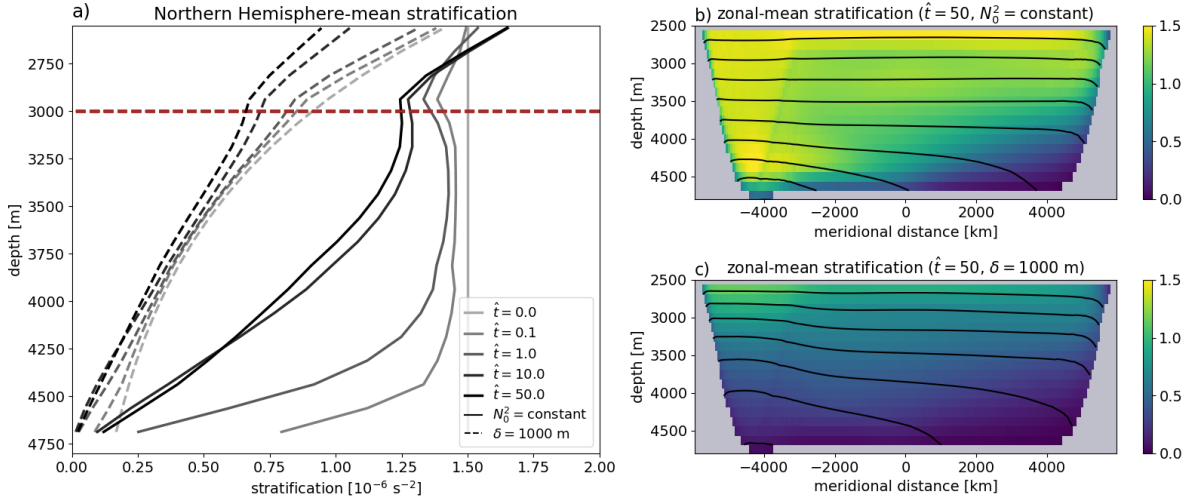 a) Northern Hemisphere-mean stratification
2750
3000
3250
3500
3750
4000
4250
4500
4750
depth [m]
0.00 0.25 0.50 0.75 1.00 1.25 1.50 1.75 2.00
stratification [10⁻⁶ s⁻²]
t̂ = 0.0
t̂ = 0.1
t̂ = 1.0
t̂ = 10.0
t̂ = 50.0
N₀² = constant
δ = 1000 m
b) zonal-mean stratification (t̂ = 50, N₀² = constant)
2500
3000
3500
4000
4500
depth [m]
−4000 −2000 0 2000 4000
meridional distance [km]
1.5
1.0
0.5
0.0
c) zonal-mean stratification (t̂ = 50, δ = 1000 m)
2500
3000
3500
4000
4500
depth [m]
−4000 −2000 0 2000 4000
meridional distance [km]
1.5
1.0
0.5
0.0